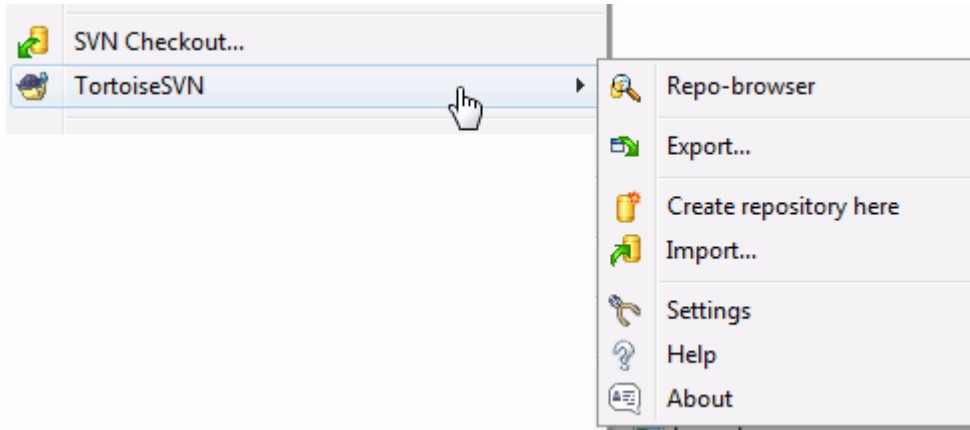 SVN Checkout...
TortoiseSVN
Repo-browser
Export...
Create repository here
Import...
Settings
Help
About